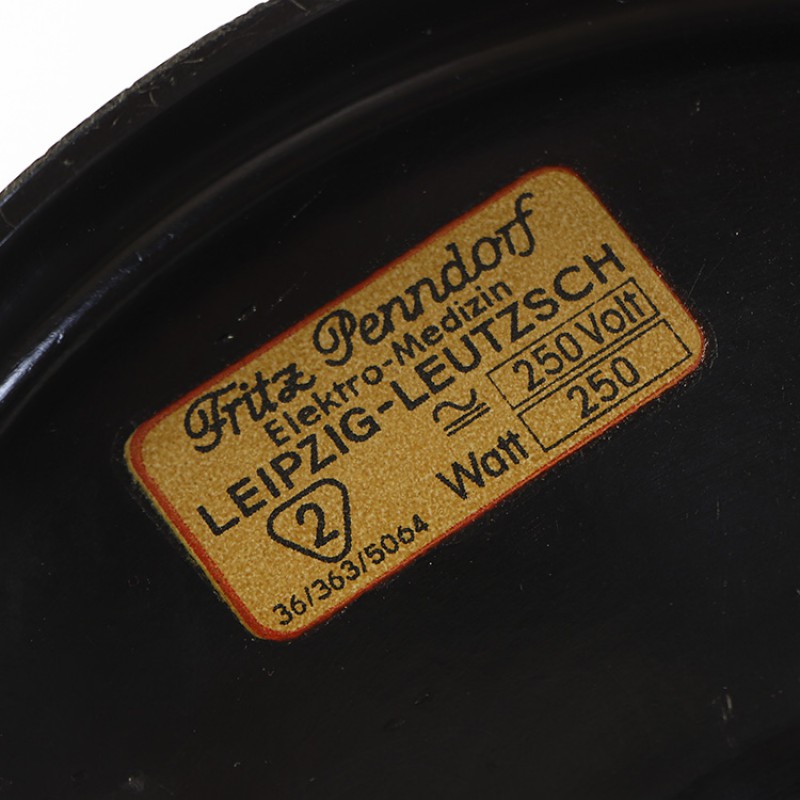 Fritz Penndorf
Elektro-Medizin
LEIPZIG-LEUTZSCH
≅ 250 Volt
2 Watt 250
36/363/5064